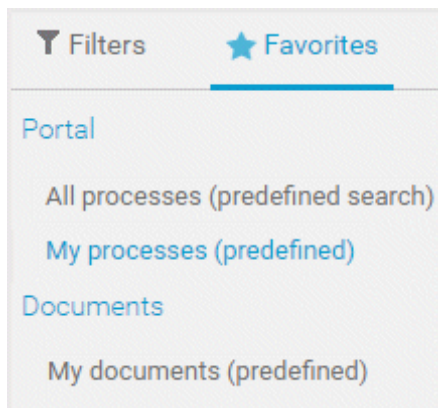 Filters Favorites
Portal
All processes (predefined search)
My processes (predefined)
Documents
My documents (predefined)